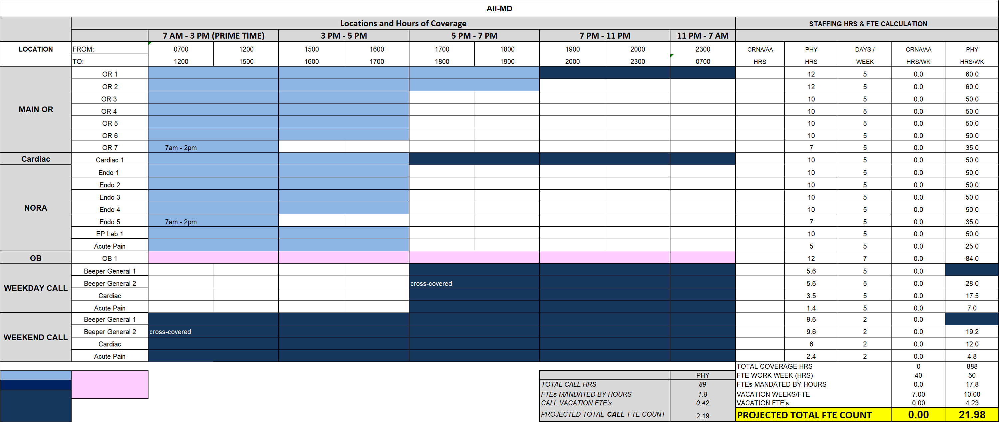 All-MD
Locations and Hours of Coverage STAFFING HRS & FTE CALCULATION
7 AM - 3 PM (PRIME TIME) 3 PM - 5 PM 5 PM - 7 PM 7 PM - 11 PM 11 PM - 7 AM
LOCATION FROM: 0700 1200 1500 1600 1700 1800 1900 2000 2300 CRNA/AA PHY DAYS / CRNA/AA PHY
TO: 1200 1500 1600 1700 1800 1900 2000 2300 0700 HRS HRS WEEK HRS/WK HRS/WK
MAIN OR
OR 1 12 5 0.0 60.0
OR 2 12 5 0.0 60.0
OR 3 10 5 0.0 50.0
OR 4 10 5 0.0 50.0
OR 5 10 5 0.0 50.0
OR 6 10 5 0.0 50.0
OR 7 7am - 2pm 7 5 0.0 35.0
Cardiac Cardiac 1 10 5 0.0 50.0
NORA
Endo 1 10 5 0.0 50.0
Endo 2 10 5 0.0 50.0
Endo 3 10 5 0.0 50.0
Endo 4 10 5 0.0 50.0
Endo 5 7am - 2pm 7 5 0.0 35.0
EP Lab 1 10 5 0.0 50.0
Acute Pain 5 5 0.0 25.0
OB OB 1 12 7 0.0 84.0
WEEKDAY CALL
Beeper General 1 5.6 5 0.0
Beeper General 2 cross-covered 5.6 5 0.0 28.0
Cardiac 3.5 5 0.0 17.5
Acute Pain 1.4 5 0.0 7.0
WEEKEND CALL
Beeper General 1 9.6 2 0.0
Beeper General 2 cross-covered 9.6 2 0.0 19.2
Cardiac 6 2 0.0 12.0
Acute Pain 2.4 2 0.0 4.8
TOTAL COVERAGE HRS 0 888
PHY FTE WORK WEEK (HRS) 40 50
TOTAL CALL HRS 89 FTEs MANDATED BY HOURS 0.0 17.8
FTEs MANDATED BY HOURS 1.8 VACATION WEEKS/FTE 7.00 10.00
CALL VACATION FTE's 0.42 VACATION FTE's 0.00 4.23
PROJECTED TOTAL CALL FTE COUNT 2.19 PROJECTED TOTAL FTE COUNT 0.00 21.98